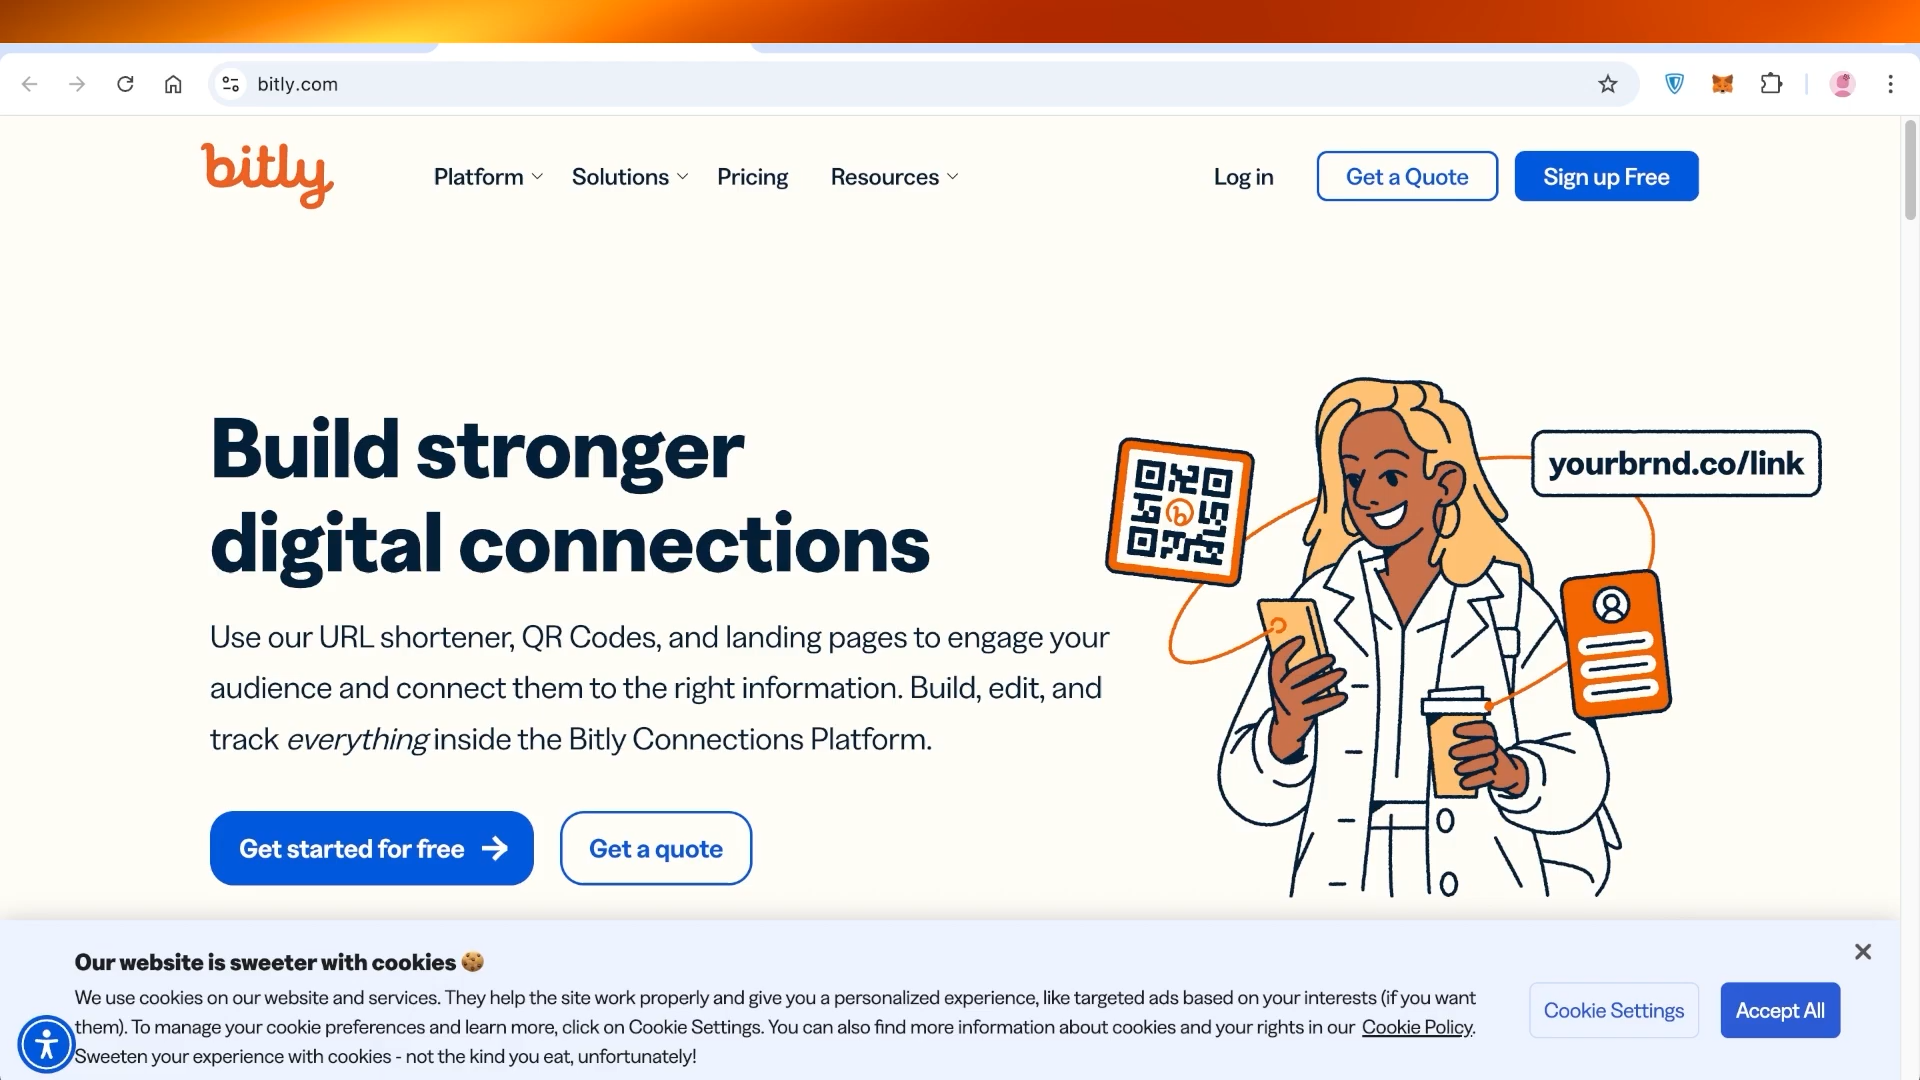 bitly.com
bitly
Platform
Solutions
Pricing
Resources
Log in
Get a Quote
Sign up Free
Build stronger
digital connections
Use our URL shortener, QR Codes, and landing pages to engage your
audience and connect them to the right information. Build, edit, and
track everything inside the Bitly Connections Platform.
Get started for free
Get a quote
yourbrnd.co/link
Our website is sweeter with cookies 🍪
We use cookies on our website and services. They help the site work properly and give you a personalized experience, like targeted ads based on your interests (if you want
them). To manage your cookie preferences and learn more, click on Cookie Settings. You can also find more information about cookies and your rights in our Cookie Policy.
Sweeten your experience with cookies - not the kind you eat, unfortunately!
Cookie Settings
Accept All